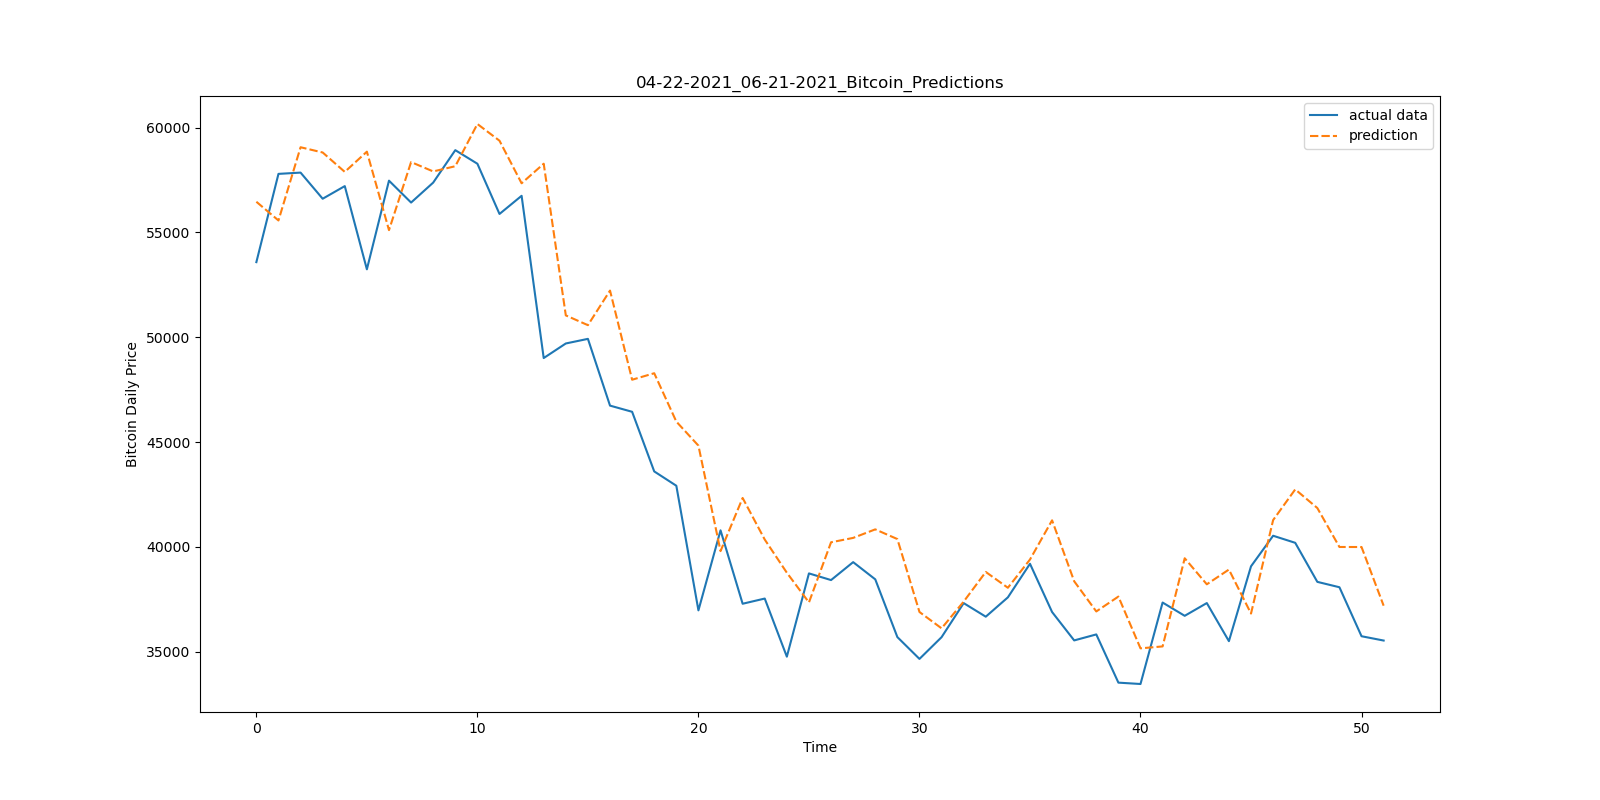 04-22-2021_06-21-2021_Bitcoin_Predictions
actual data
prediction
60000
55000
50000
45000
40000
35000
Bitcoin Daily Price
0 10 20 30 40 50
Time